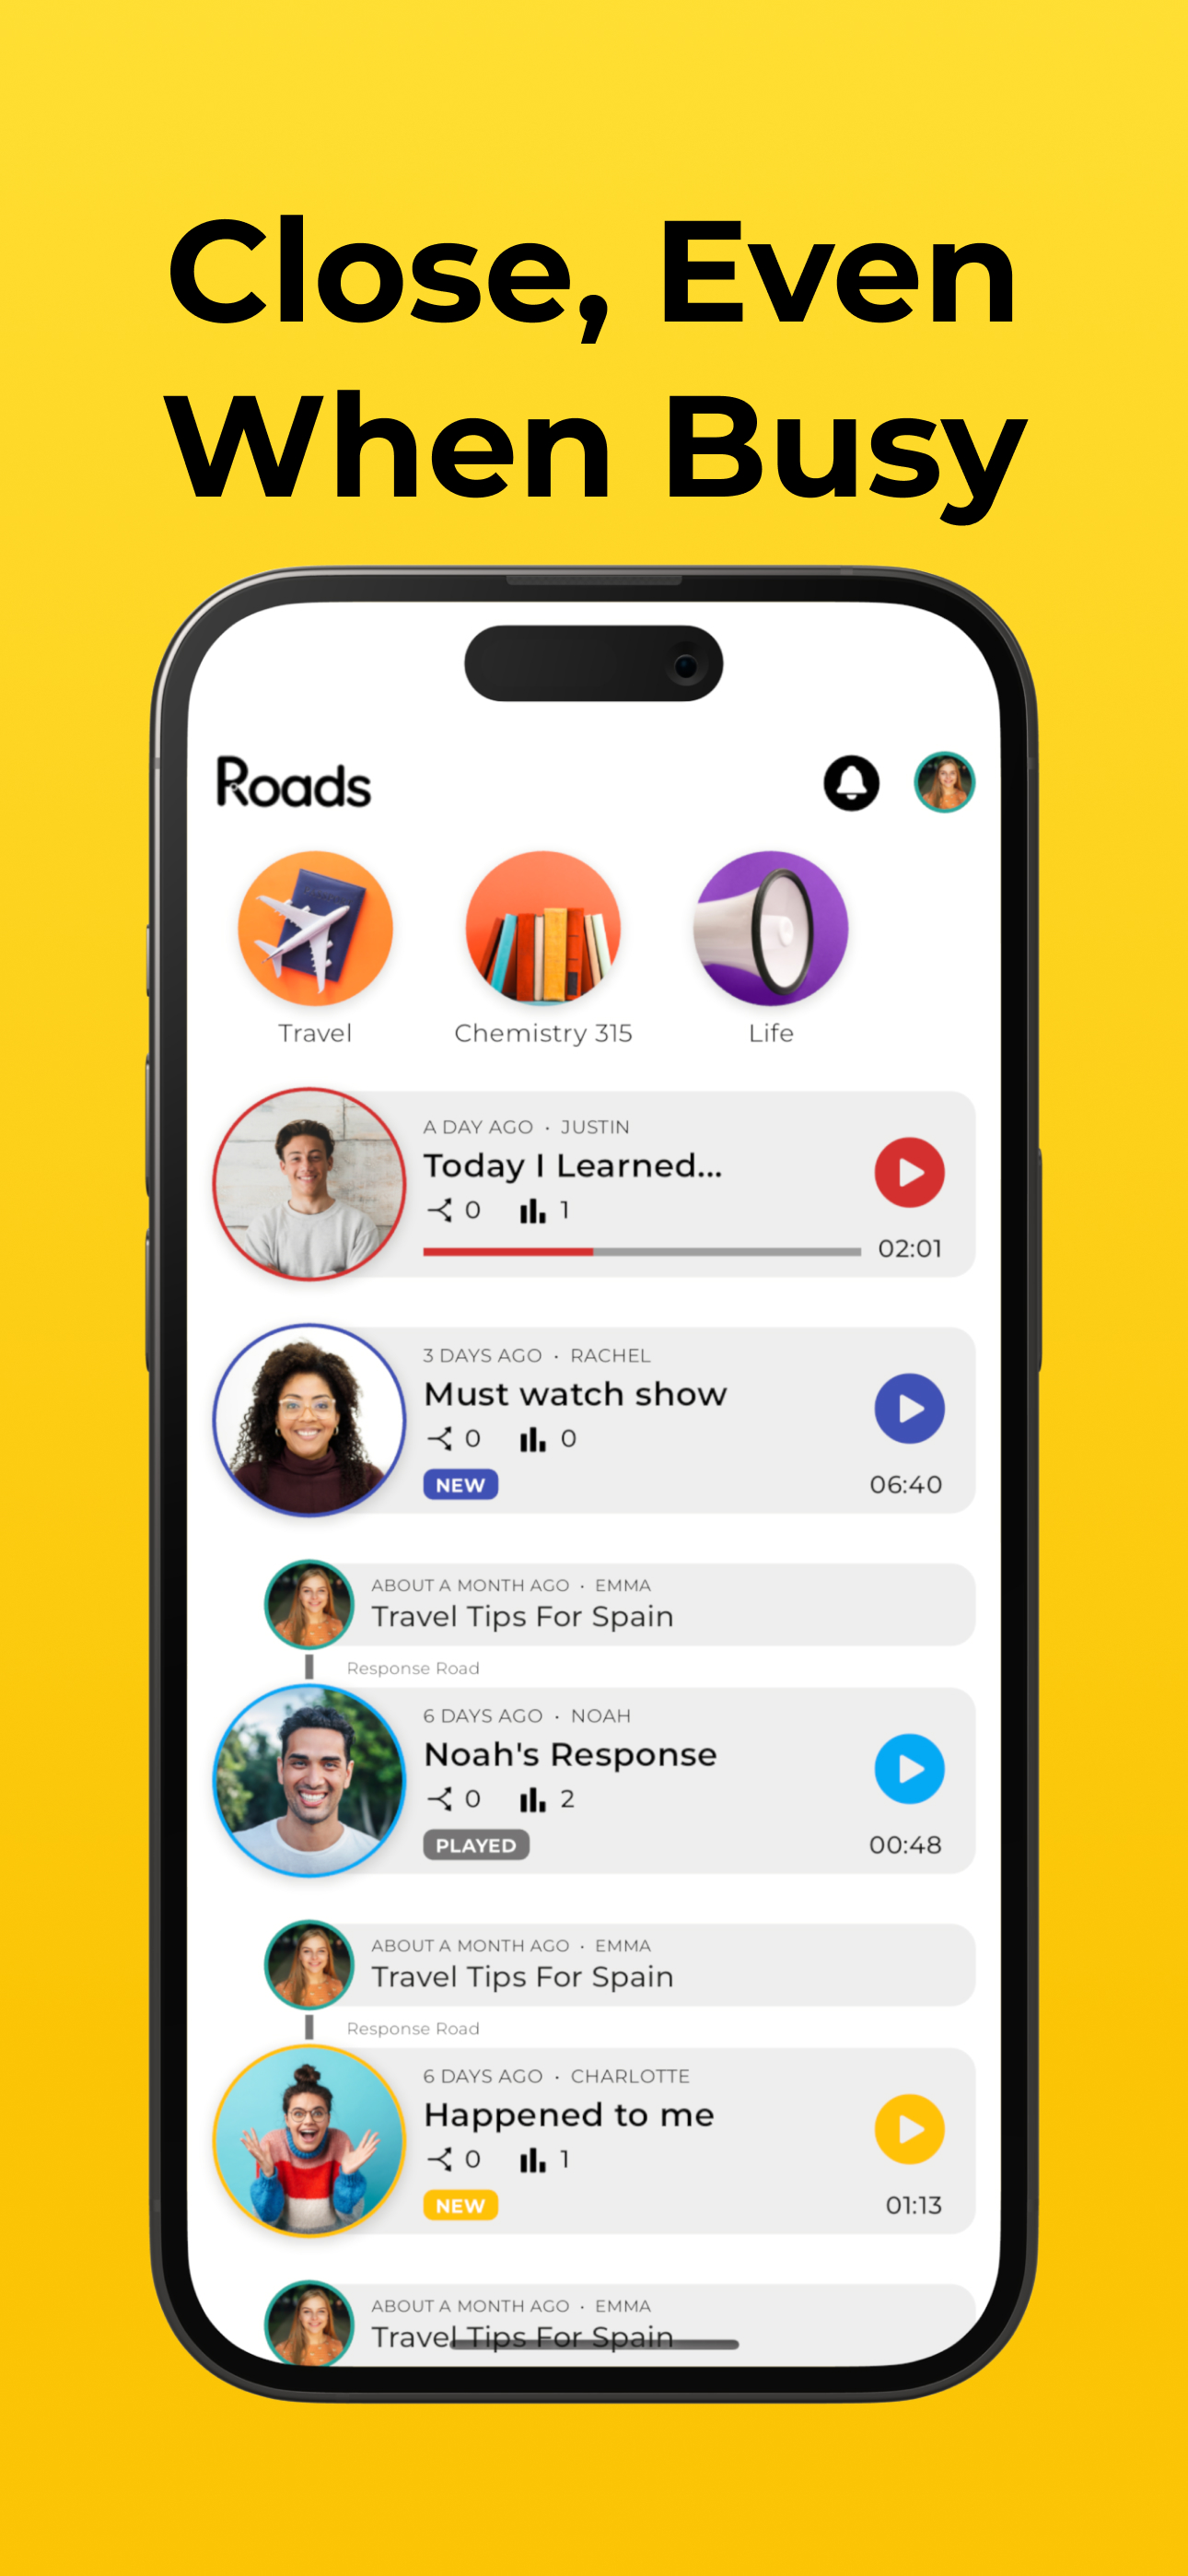 Close, Even
When Busy
Roads
Travel
Chemistry 315
Life
A DAY AGO • JUSTIN
Today I Learned...
0 1
02:01
3 DAYS AGO • RACHEL
Must watch show
0 0
NEW
06:40
ABOUT A MONTH AGO • EMMA
Travel Tips For Spain
Response Road
6 DAYS AGO • NOAH
Noah's Response
0 2
PLAYED
00:48
ABOUT A MONTH AGO • EMMA
Travel Tips For Spain
Response Road
6 DAYS AGO • CHARLOTTE
Happened to me
0 1
NEW
01:13
ABOUT A MONTH AGO • EMMA
Travel Tips For Spain